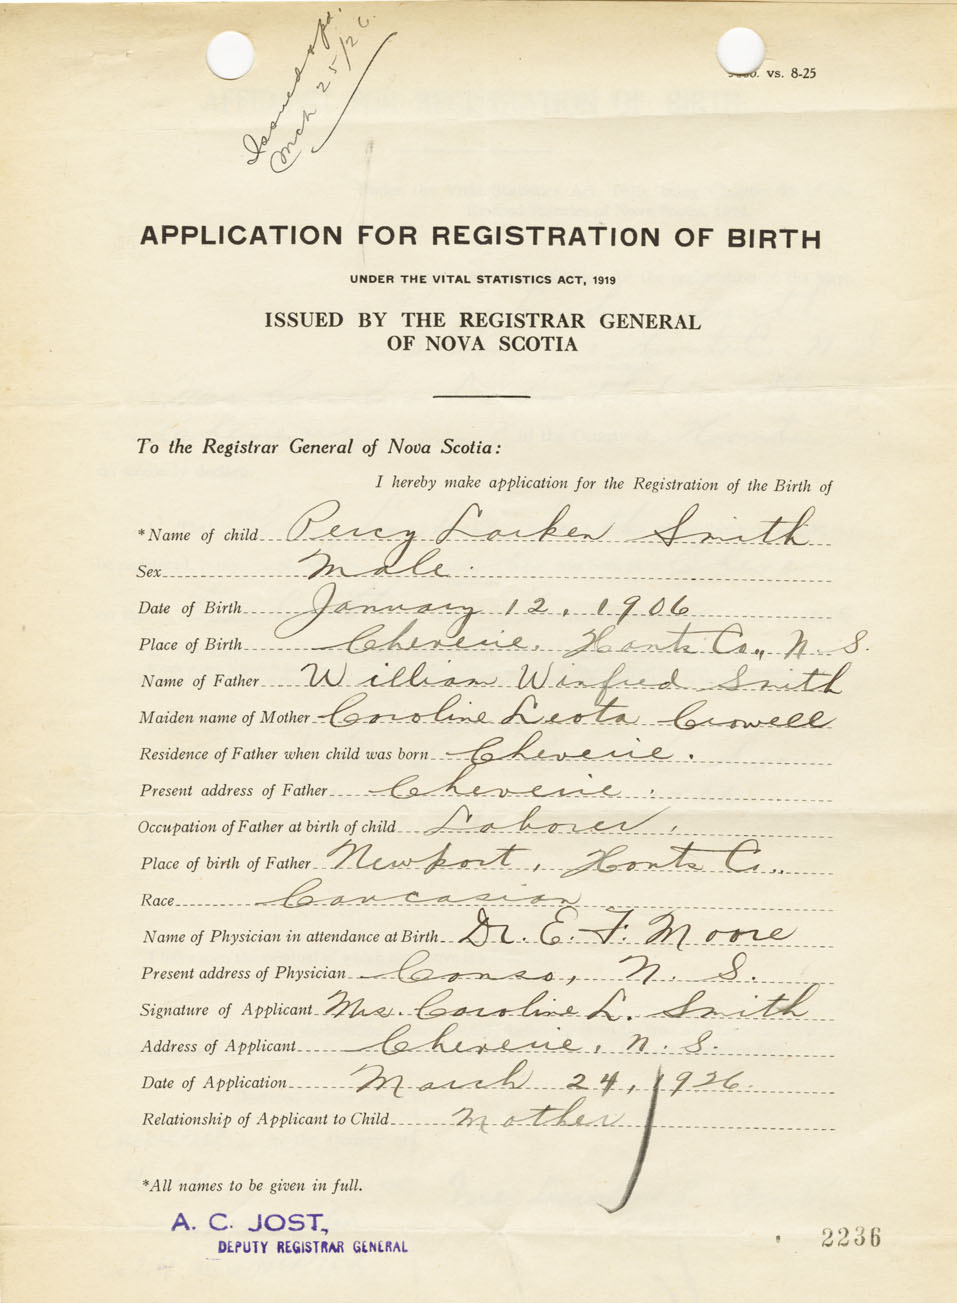 Issued & pd.
Mch 25/26.
vs. 8-25
APPLICATION FOR REGISTRATION OF BIRTH
UNDER THE VITAL STATISTICS ACT, 1919
ISSUED BY THE REGISTRAR GENERAL
OF NOVA SCOTIA
To the Registrar General of Nova Scotia:
I hereby make application for the Registration of the Birth of
*Name of child Percy Larken Smith
Sex Male.
Date of Birth January 12, 1906
Place of Birth Cheverie, Hants Co., N. S.
Name of Father William Winfred Smith
Maiden name of Mother Caroline Leota Crowell
Residence of Father when child was born Cheverie.
Present address of Father Cheverie.
Occupation of Father at birth of child Laborer.
Place of birth of Father Newport, Hants Co.,
Race Caucasian
Name of Physician in attendance at Birth Dr. E. F. Moore
Present address of Physician Canso, N. S.
Signature of Applicant Mrs. Caroline L. Smith
Address of Applicant Cheverie, N. S.
Date of Application March 24, 1926.
Relationship of Applicant to Child Mother
*All names to be given in full.
A. C. JOST,
DEPUTY REGISTRAR GENERAL
2236